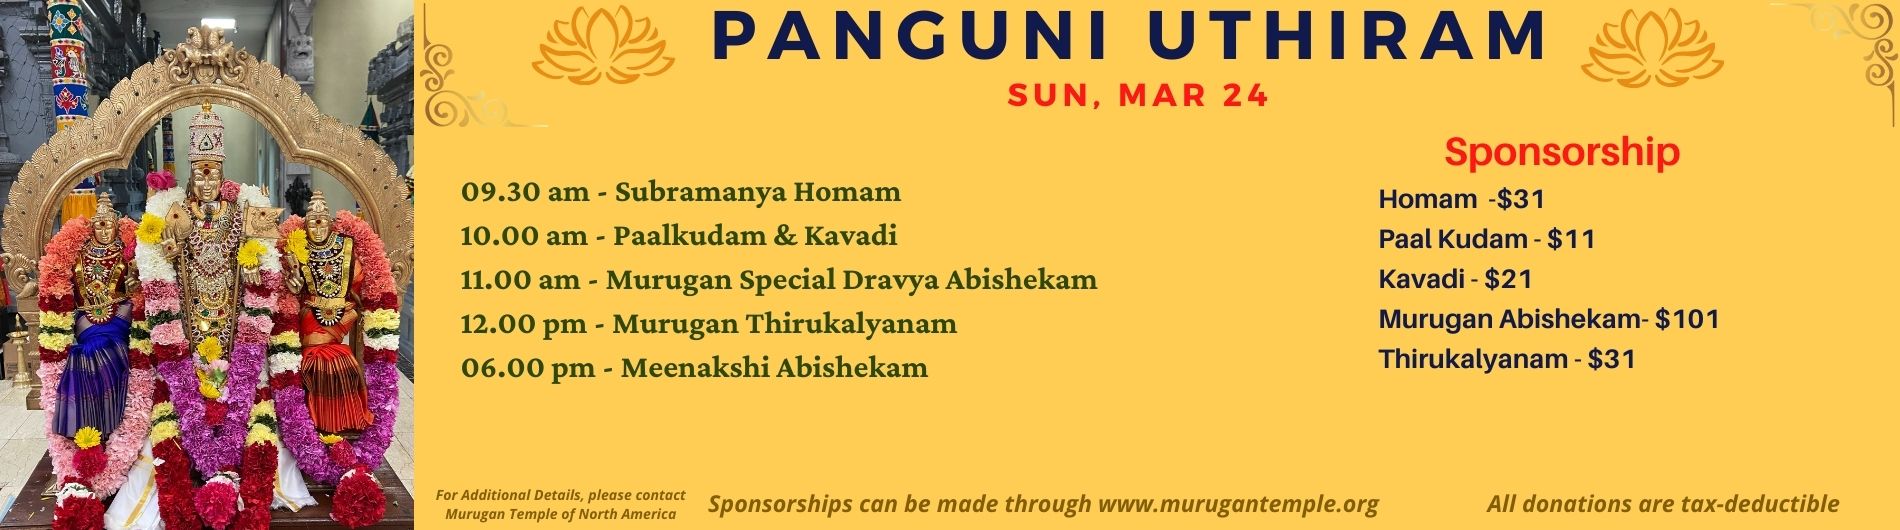 PANGUNI UTHIRAM
SUN, MAR 24
09.30 am - Subramanya Homam
10.00 am - Paalkudam & Kavadi
11.00 am - Murugan Special Dravya Abishekam
12.00 pm - Murugan Thirukalyanam
06.00 pm - Meenakshi Abishekam
Sponsorship
Homam -$31
Paal Kudam - $11
Kavadi - $21
Murugan Abishekam- $101
Thirukalyanam - $31
For Additional Details, please contact
Murugan Temple of North America
Sponsorships can be made through www.murugantemple.org
All donations are tax-deductible